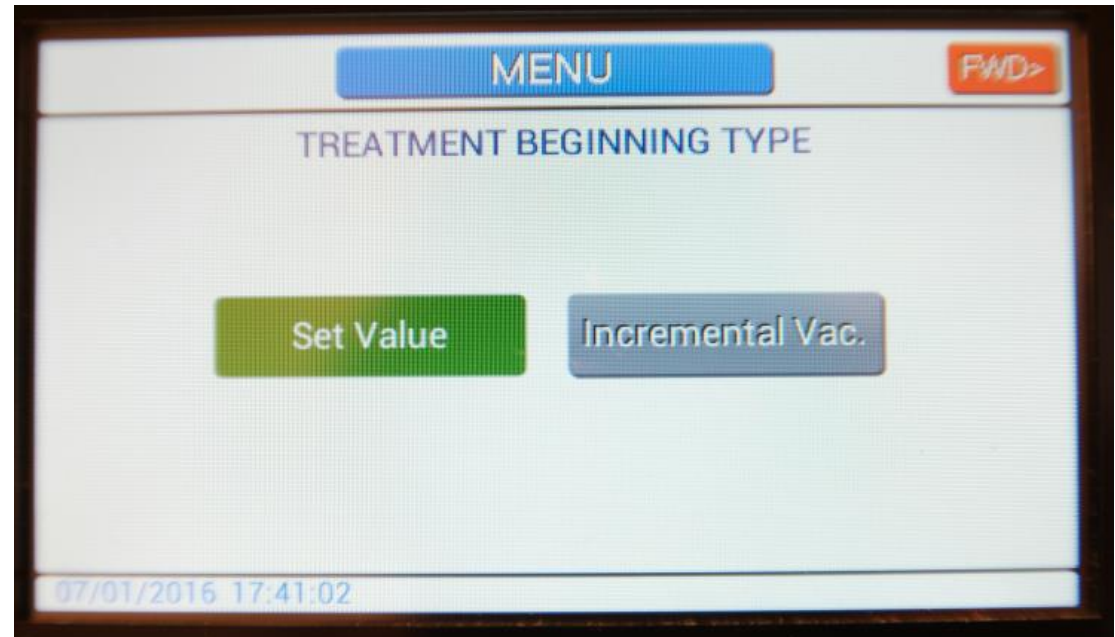 MENU
FWD>
TREATMENT BEGINNING TYPE
Set Value
Incremental Vac.
07/01/2016 17:41:02